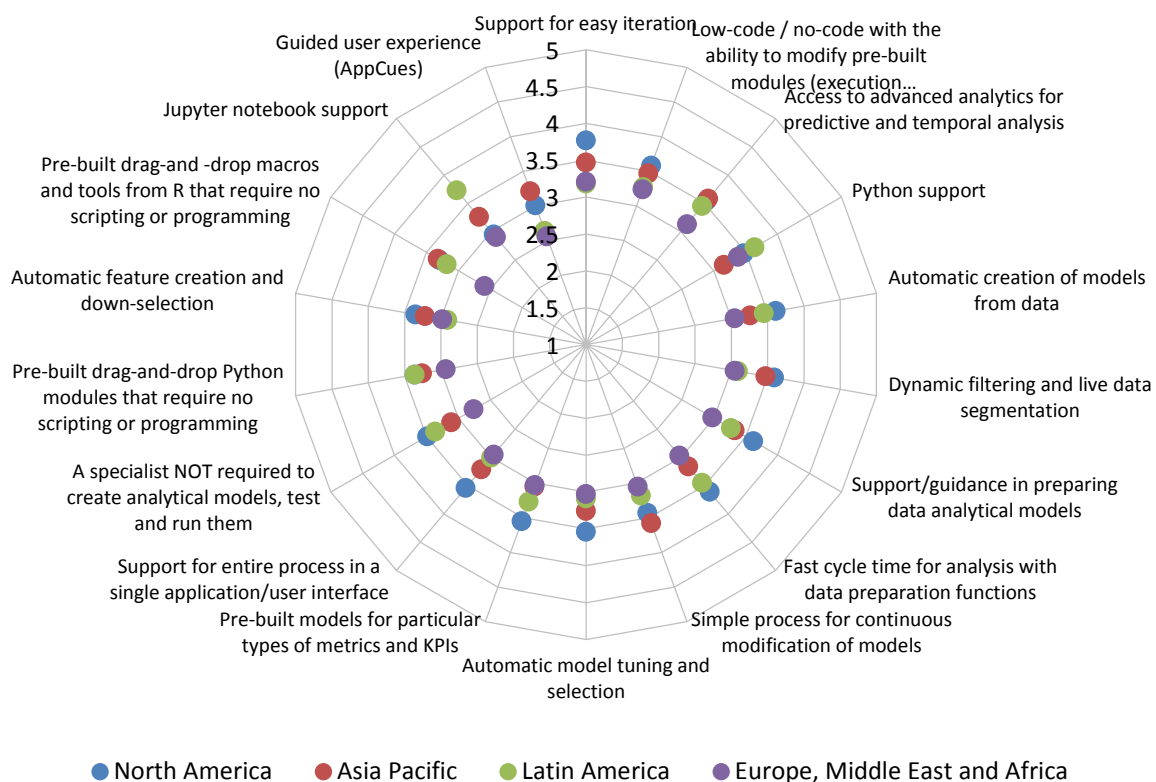 Support for easy iteration
Low-code / no-code with the
ability to modify pre-built
modules (execution...
Access to advanced analytics for
predictive and temporal analysis
Python support
Automatic creation of models
from data
Dynamic filtering and live data
segmentation
Support/guidance in preparing
data analytical models
Fast cycle time for analysis with
data preparation functions
Simple process for continuous
modification of models
Automatic model tuning and
selection
Pre-built models for particular
types of metrics and KPIs
Support for entire process in a
single application/user interface
A specialist NOT required to
create analytical models, test
and run them
Pre-built drag-and-drop Python
modules that require no
scripting or programming
Automatic feature creation and
down-selection
Pre-built drag-and -drop macros
and tools from R that require no
scripting or programming
Jupyter notebook support
Guided user experience
(AppCues)
5
4.5
4
3.5
3
2.5
2
1.5
1
North America
Asia Pacific
Latin America
Europe, Middle East and Africa